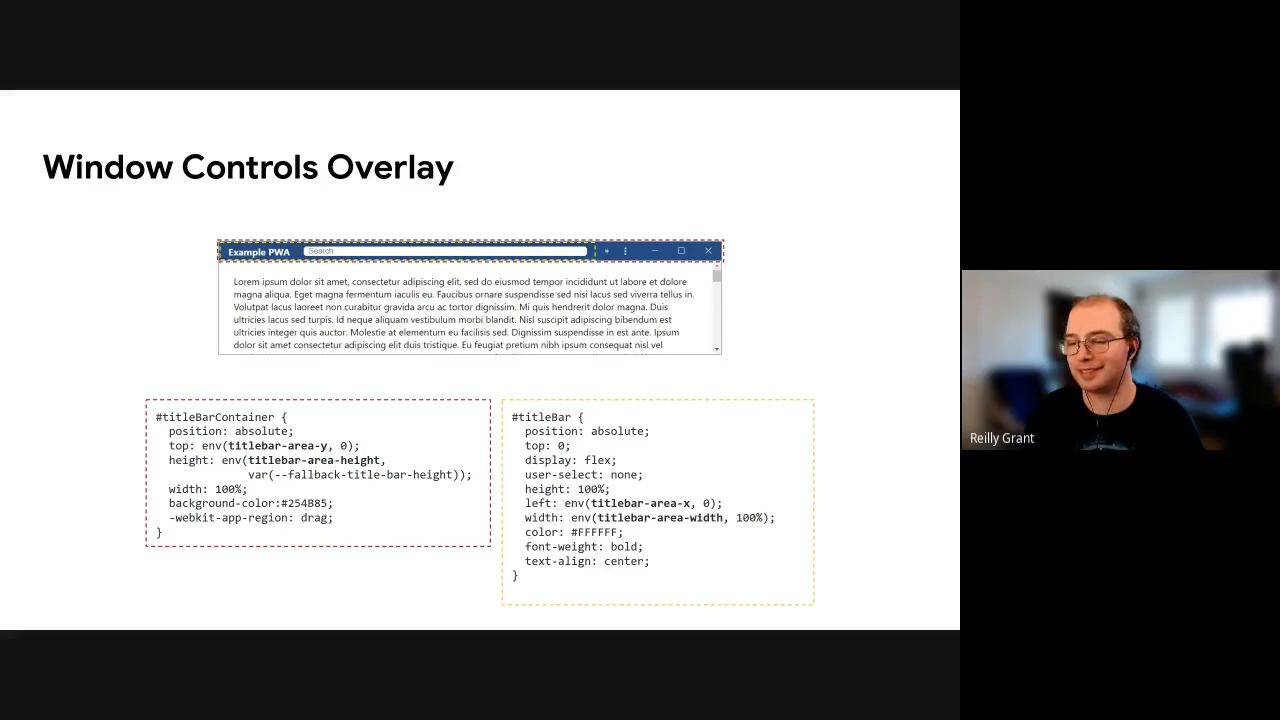 Window Controls Overlay
Example PWA
Search
Lorem ipsum dolor sit amet, consectetur adipiscing elit, sed do eiusmod tempor incididunt ut labore et dolore
magna aliqua. Eget magna fermentum iaculis eu. Faucibus ornare suspendisse sed nisi lacus sed viverra tellus in.
Volutpat lacus laoreet non curabitur gravida arcu ac tortor dignissim. Mi quis hendrerit dolor magna. Duis
ultricies lacus sed turpis. Id neque aliquam vestibulum morbi blandit. Nisl suscipit adipiscing bibendum est
ultricies integer quis auctor. Molestie at elementum eu facilisis sed. Dignissim suspendisse in est ante. Ipsum
dolor sit amet consectetur adipiscing elit duis tristique. Eu feugiat pretium nibh ipsum consequat nisl vel
#titleBarContainer {
position: absolute;
top: env(titlebar-area-y, 0);
height: env(titlebar-area-height,
var(--fallback-title-bar-height));
width: 100%;
background-color:#254B85;
-webkit-app-region: drag;
}
#titleBar {
position: absolute;
top: 0;
display: flex;
user-select: none;
height: 100%;
left: env(titlebar-area-x, 0);
width: env(titlebar-area-width, 100%);
color: #FFFFFF;
font-weight: bold;
text-align: center;
}
Reilly Grant